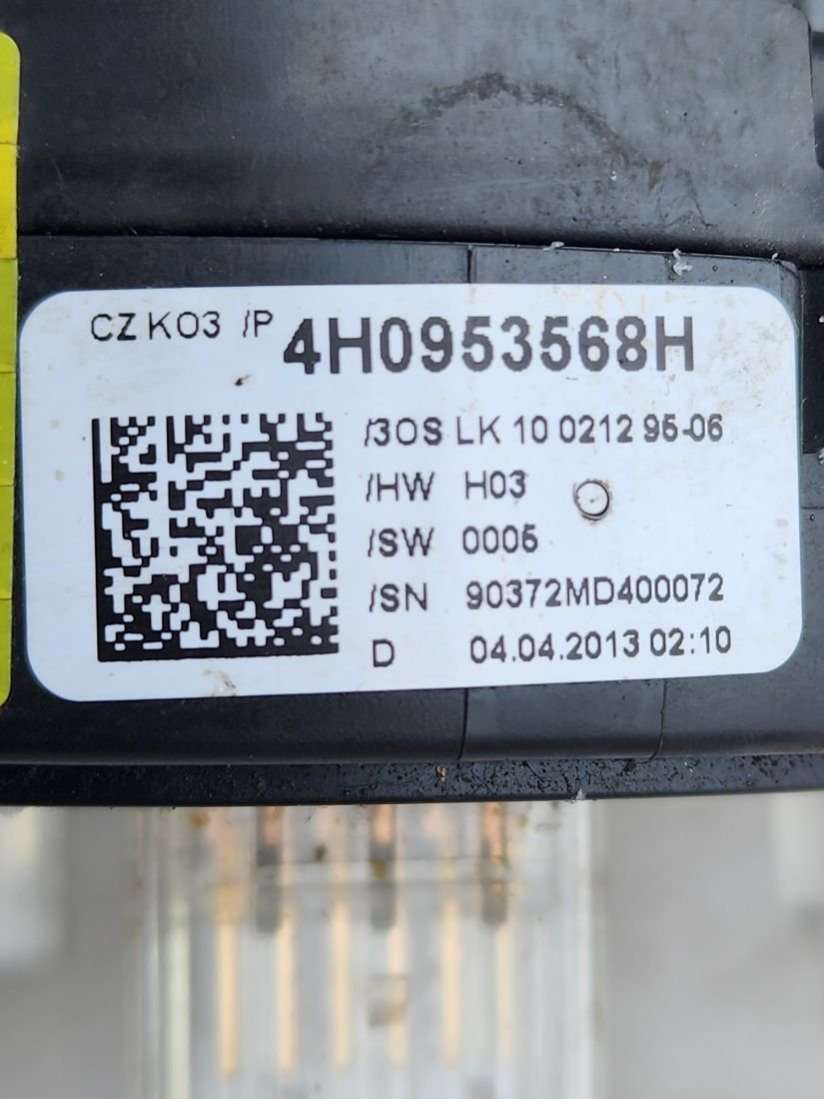 CZ K03 /P 4H0953568H
/3OS LK 10 0212 95-06
/HW H03
/SW 0005
/SN 90372MD400072
D 04.04.2013 02:10